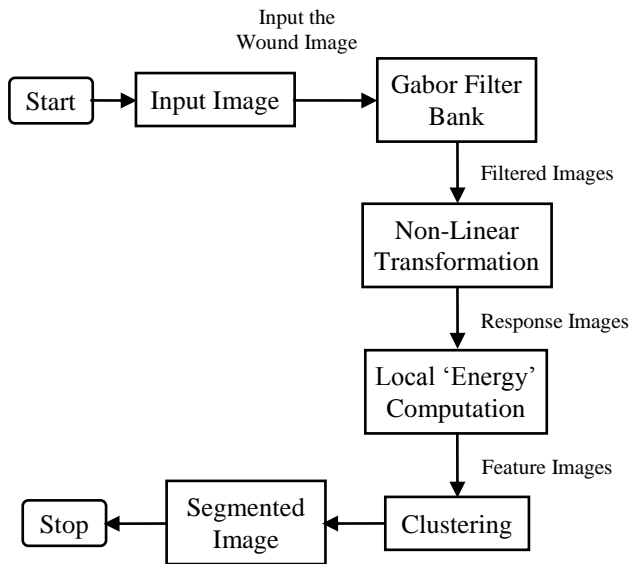 Input the
Wound Image
Start
Input Image
Gabor Filter
Bank
Filtered Images
Non-Linear
Transformation
Response Images
Local ‘Energy’
Computation
Feature Images
Stop
Segmented
Image
Clustering